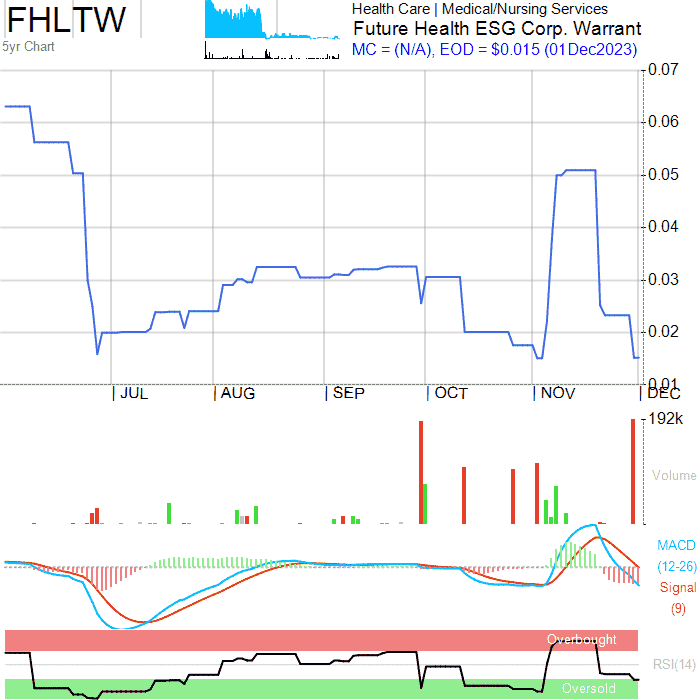 FHLTW
5yr Chart
Health Care | Medical/Nursing Services
Future Health ESG Corp. Warrant
MC = (N/A), EOD = $0.015 (01Dec2023)
0.07
0.06
0.05
0.04
0.03
0.02
0.01
JUL AUG SEP OCT NOV DEC
192k
Volume
MACD
(12-26)
Signal
(9)
Overbought
RSI(14)
Oversold